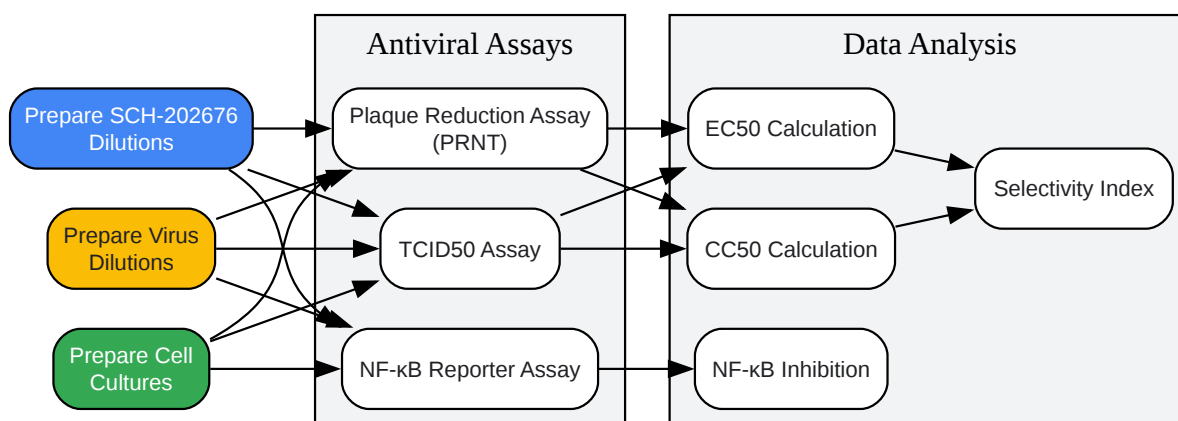 Antiviral Assays
Data Analysis
Prepare SCH-202676
Dilutions
Plaque Reduction Assay
(PRNT)
EC50 Calculation
Selectivity Index
Prepare Virus
Dilutions
TCID50 Assay
CC50 Calculation
Prepare Cell
Cultures
NF-κB Reporter Assay
NF-κB Inhibition